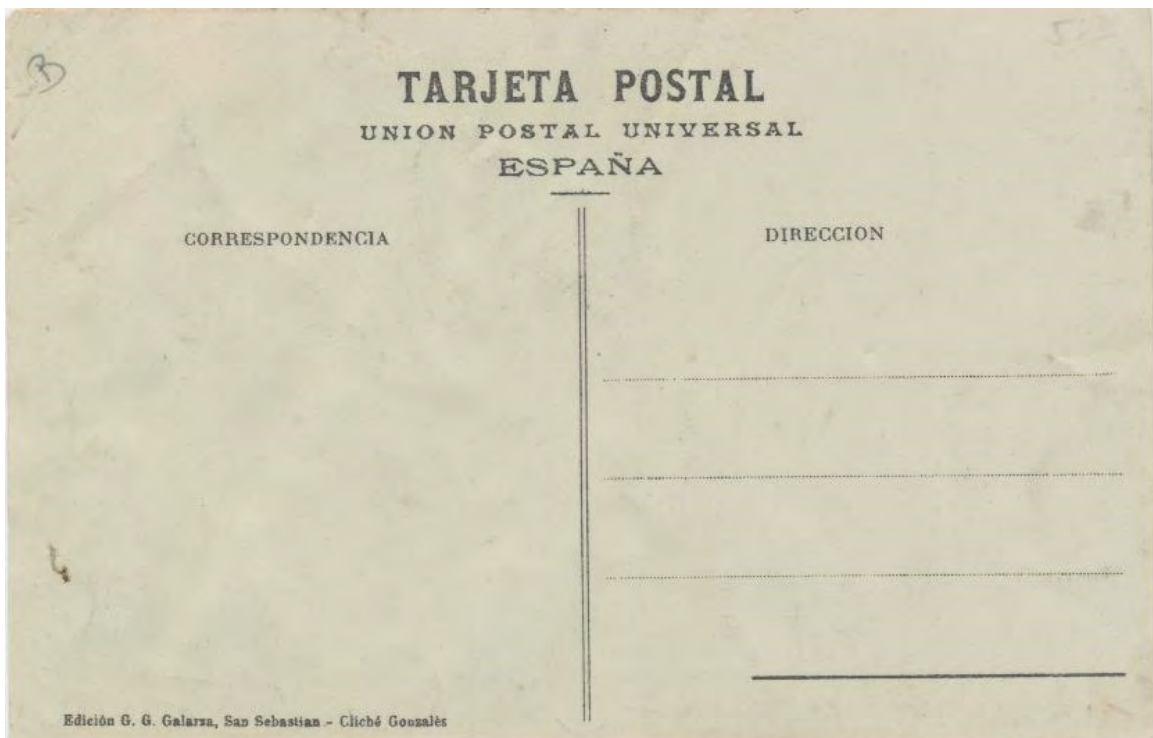 B
TARJETA POSTAL
UNION POSTAL UNIVERSAL
ESPAÑA
CORRESPONDENCIA
DIRECCION
Edición G. G. Galarza, San Sebastian - Cliché Gonzalès